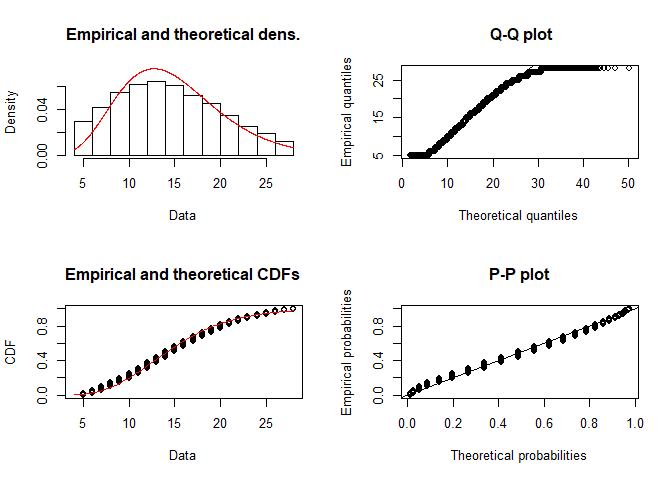 Empirical and theoretical dens.
Density
0.00
0.04
5
10
15
20
25
Data
Q-Q plot
Empirical quantiles
5
15
25
0
10
20
30
40
50
Theoretical quantiles
Empirical and theoretical CDFs
CDF
0.0
0.4
0.8
5
10
15
20
25
Data
P-P plot
Empirical probabilities
0.0
0.4
0.8
0.0
0.2
0.4
0.6
0.8
1.0
Theoretical probabilities